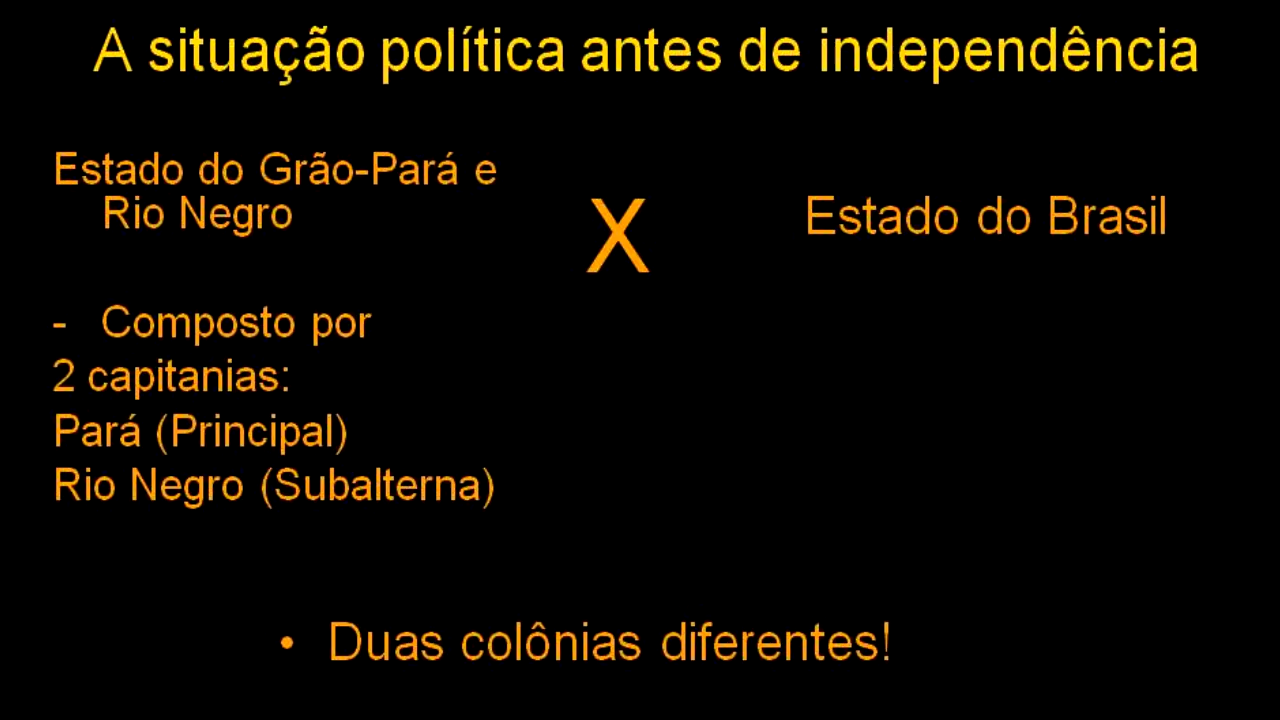 A situação política antes de independência
Estado do Grão-Pará e
Rio Negro
X
Estado do Brasil
- Composto por
2 capitanias:
Pará (Principal)
Rio Negro (Subalterna)
• Duas colônias diferentes!